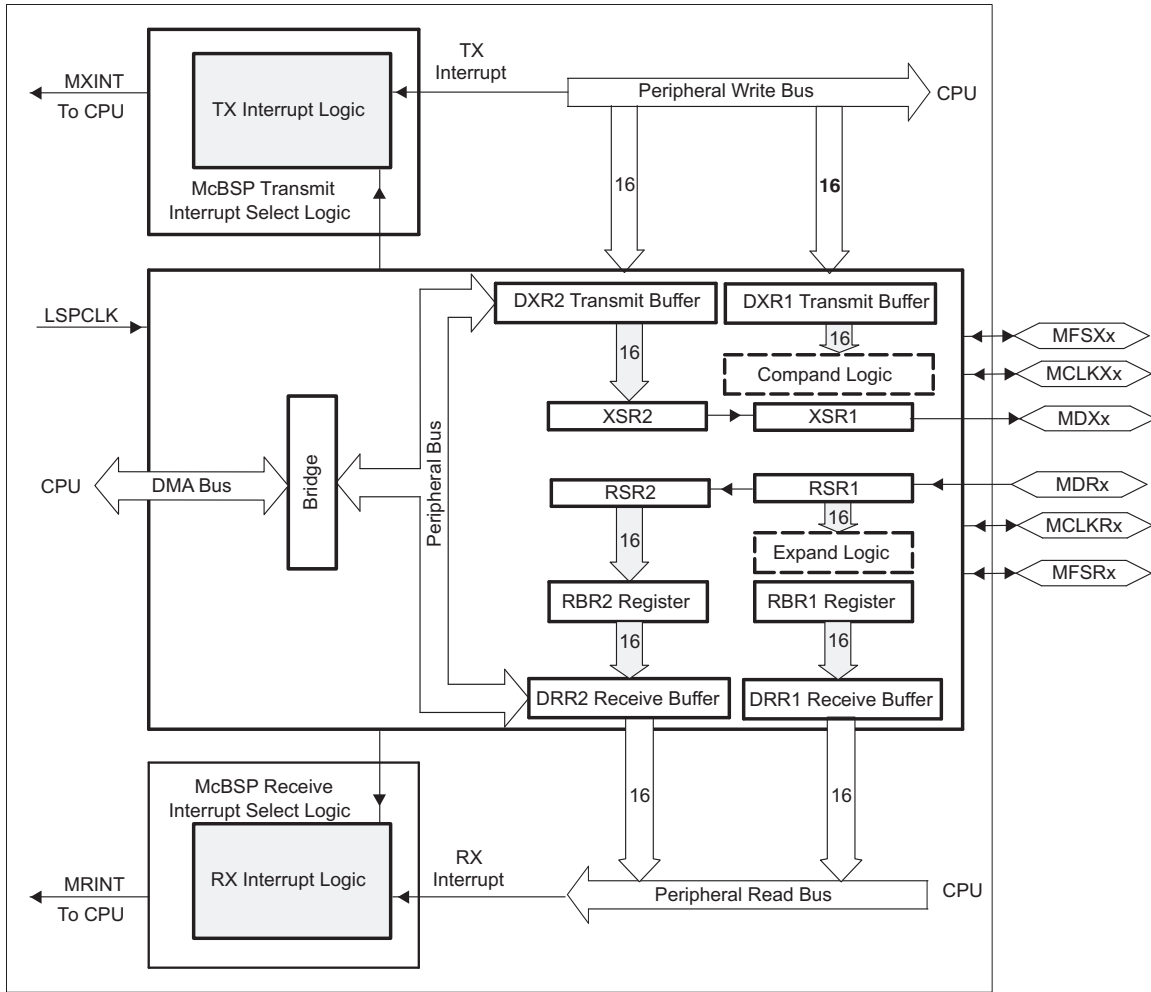 TX
Interrupt
MXINT
To CPU
TX Interrupt Logic
Peripheral Write Bus
CPU
McBSP Transmit
Interrupt Select Logic
16
16
LSPCLK
DXR2 Transmit Buffer
DXR1 Transmit Buffer
16
16
MFSXx
Compand Logic
MCLKXx
XSR2
XSR1
MDXx
Peripheral Bus
CPU
DMA Bus
Bridge
RSR2
RSR1
MDRx
16
16
MCLKRx
Expand Logic
MFSRx
RBR2 Register
RBR1 Register
16
16
DRR2 Receive Buffer
DRR1 Receive Buffer
McBSP Receive
Interrupt Select Logic
16
16
RX Interrupt Logic
RX
Interrupt
MRINT
To CPU
Peripheral Read Bus
CPU